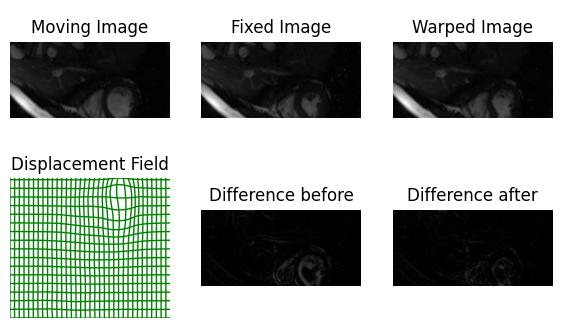 Moving Image
Fixed Image
Warped Image
Displacement Field
Difference before
Difference after